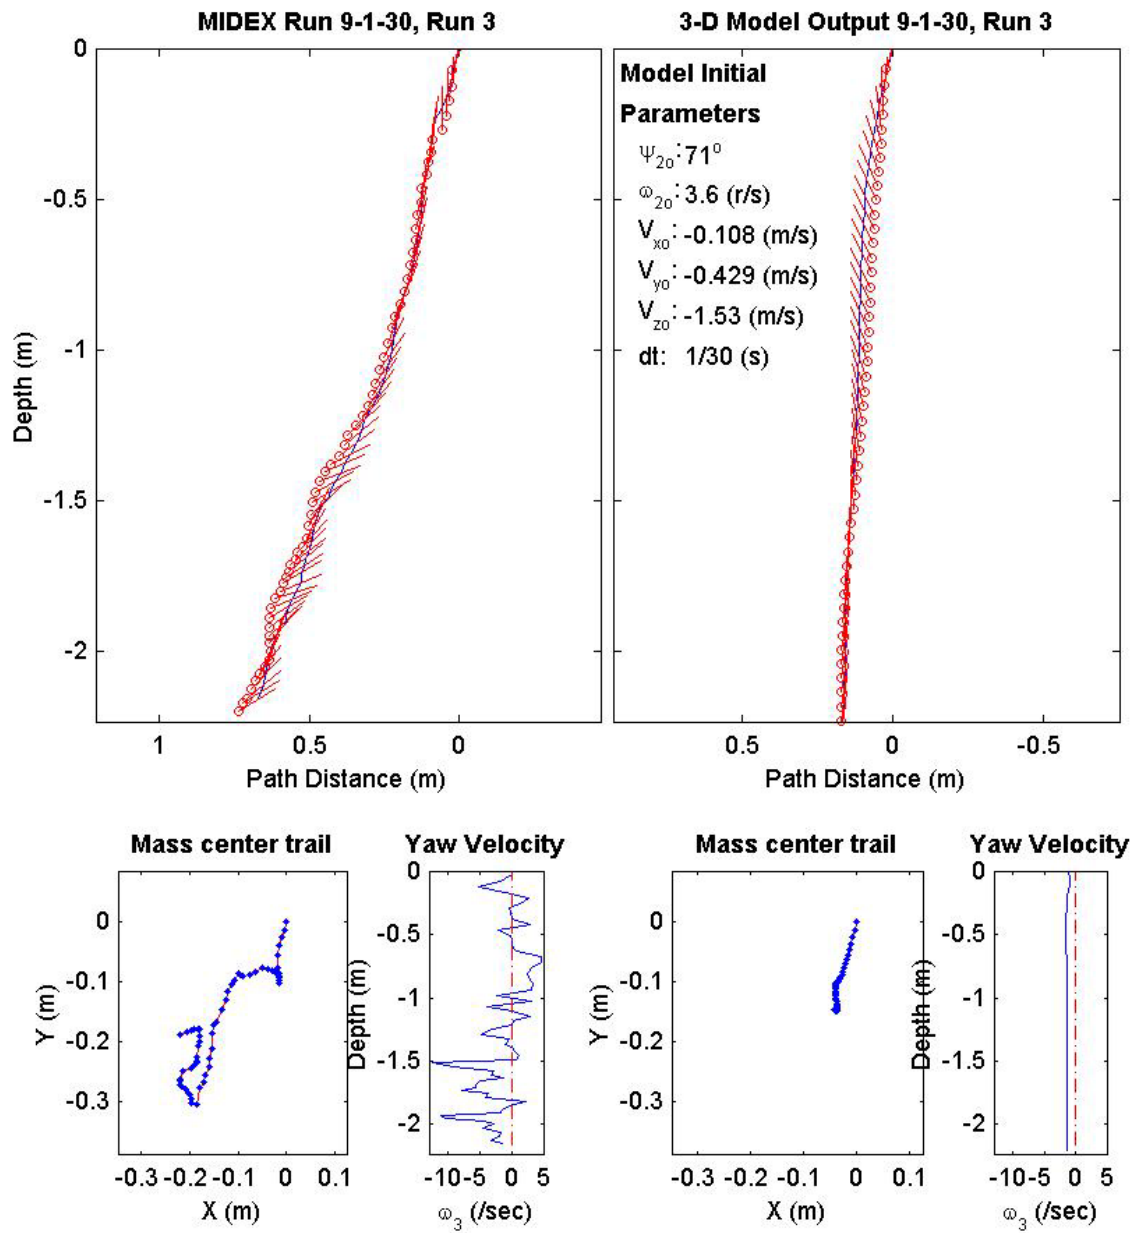 MIDEX Run 9-1-30, Run 3
0
-0.5
-1
-1.5
-2
Depth (m)
1 0.5 0
Path Distance (m)
3-D Model Output 9-1-30, Run 3
Model Initial
Parameters
Ψ2o: 71o
ω2o: 3.6 (r/s)
Vxo: -0.108 (m/s)
Vyo: -0.429 (m/s)
Vzo: -1.53 (m/s)
dt: 1/30 (s)
0.5 0 -0.5
Path Distance (m)
Mass center trail
0
-0.1
-0.2
-0.3
Y (m)
-0.3 -0.2 -0.1 0 0.1
X (m)
Yaw Velocity
0
-0.5
-1
-1.5
-2
Depth (m)
-10 -5 0 5
ω3 (/sec)
Mass center trail
0
-0.1
-0.2
-0.3
Y (m)
-0.3 -0.2 -0.1 0 0.1
X (m)
Yaw Velocity
0
-0.5
-1
-1.5
-2
Depth (m)
-10 -5 0 5
ω3 (/sec)